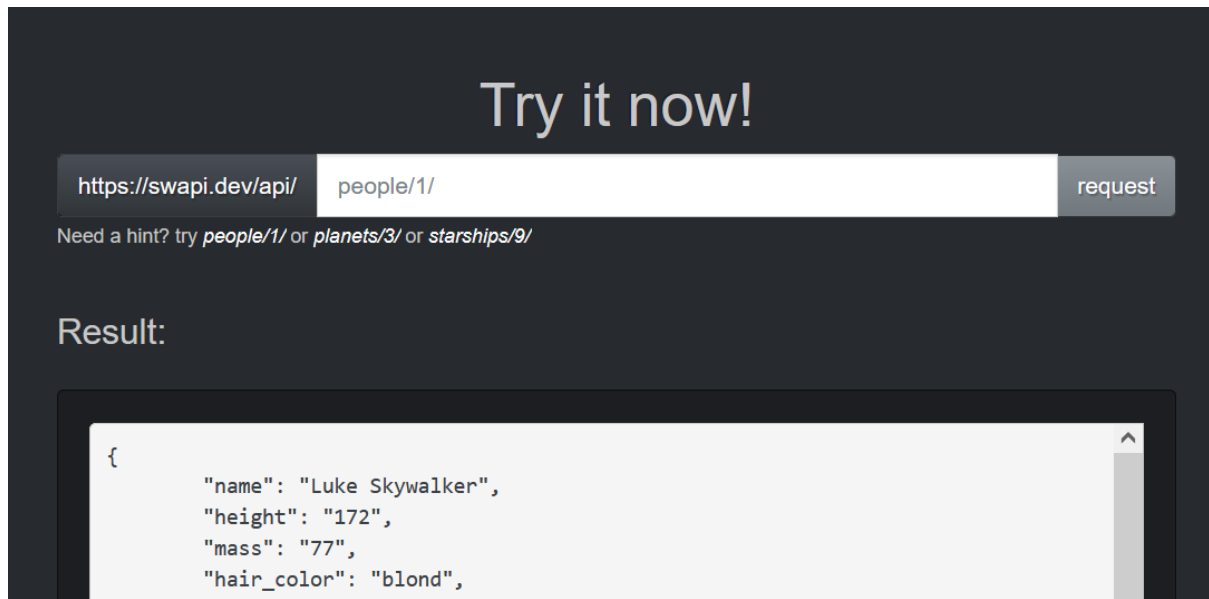 Try it now!
https://swapi.dev/api/ people/1/ request
Need a hint? try people/1/ or planets/3/ or starships/9/
Result:
{
"name": "Luke Skywalker",
"height": "172",
"mass": "77",
"hair_color": "blond",